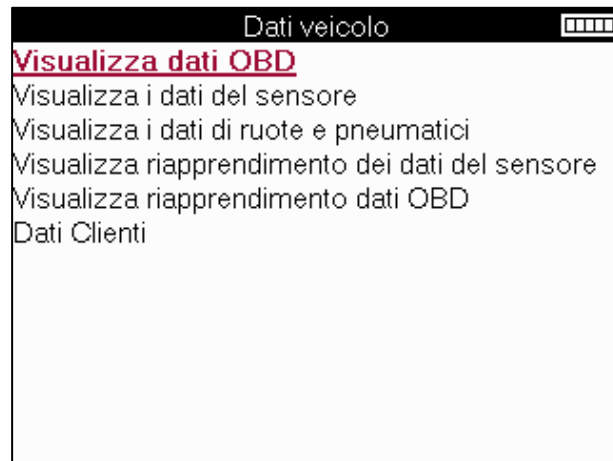 Dati veicolo
Visualizza dati OBD
Visualizza i dati del sensore
Visualizza i dati di ruote e pneumatici
Visualizza riapprendimento dei dati del sensore
Visualizza riapprendimento dati OBD
Dati Clienti